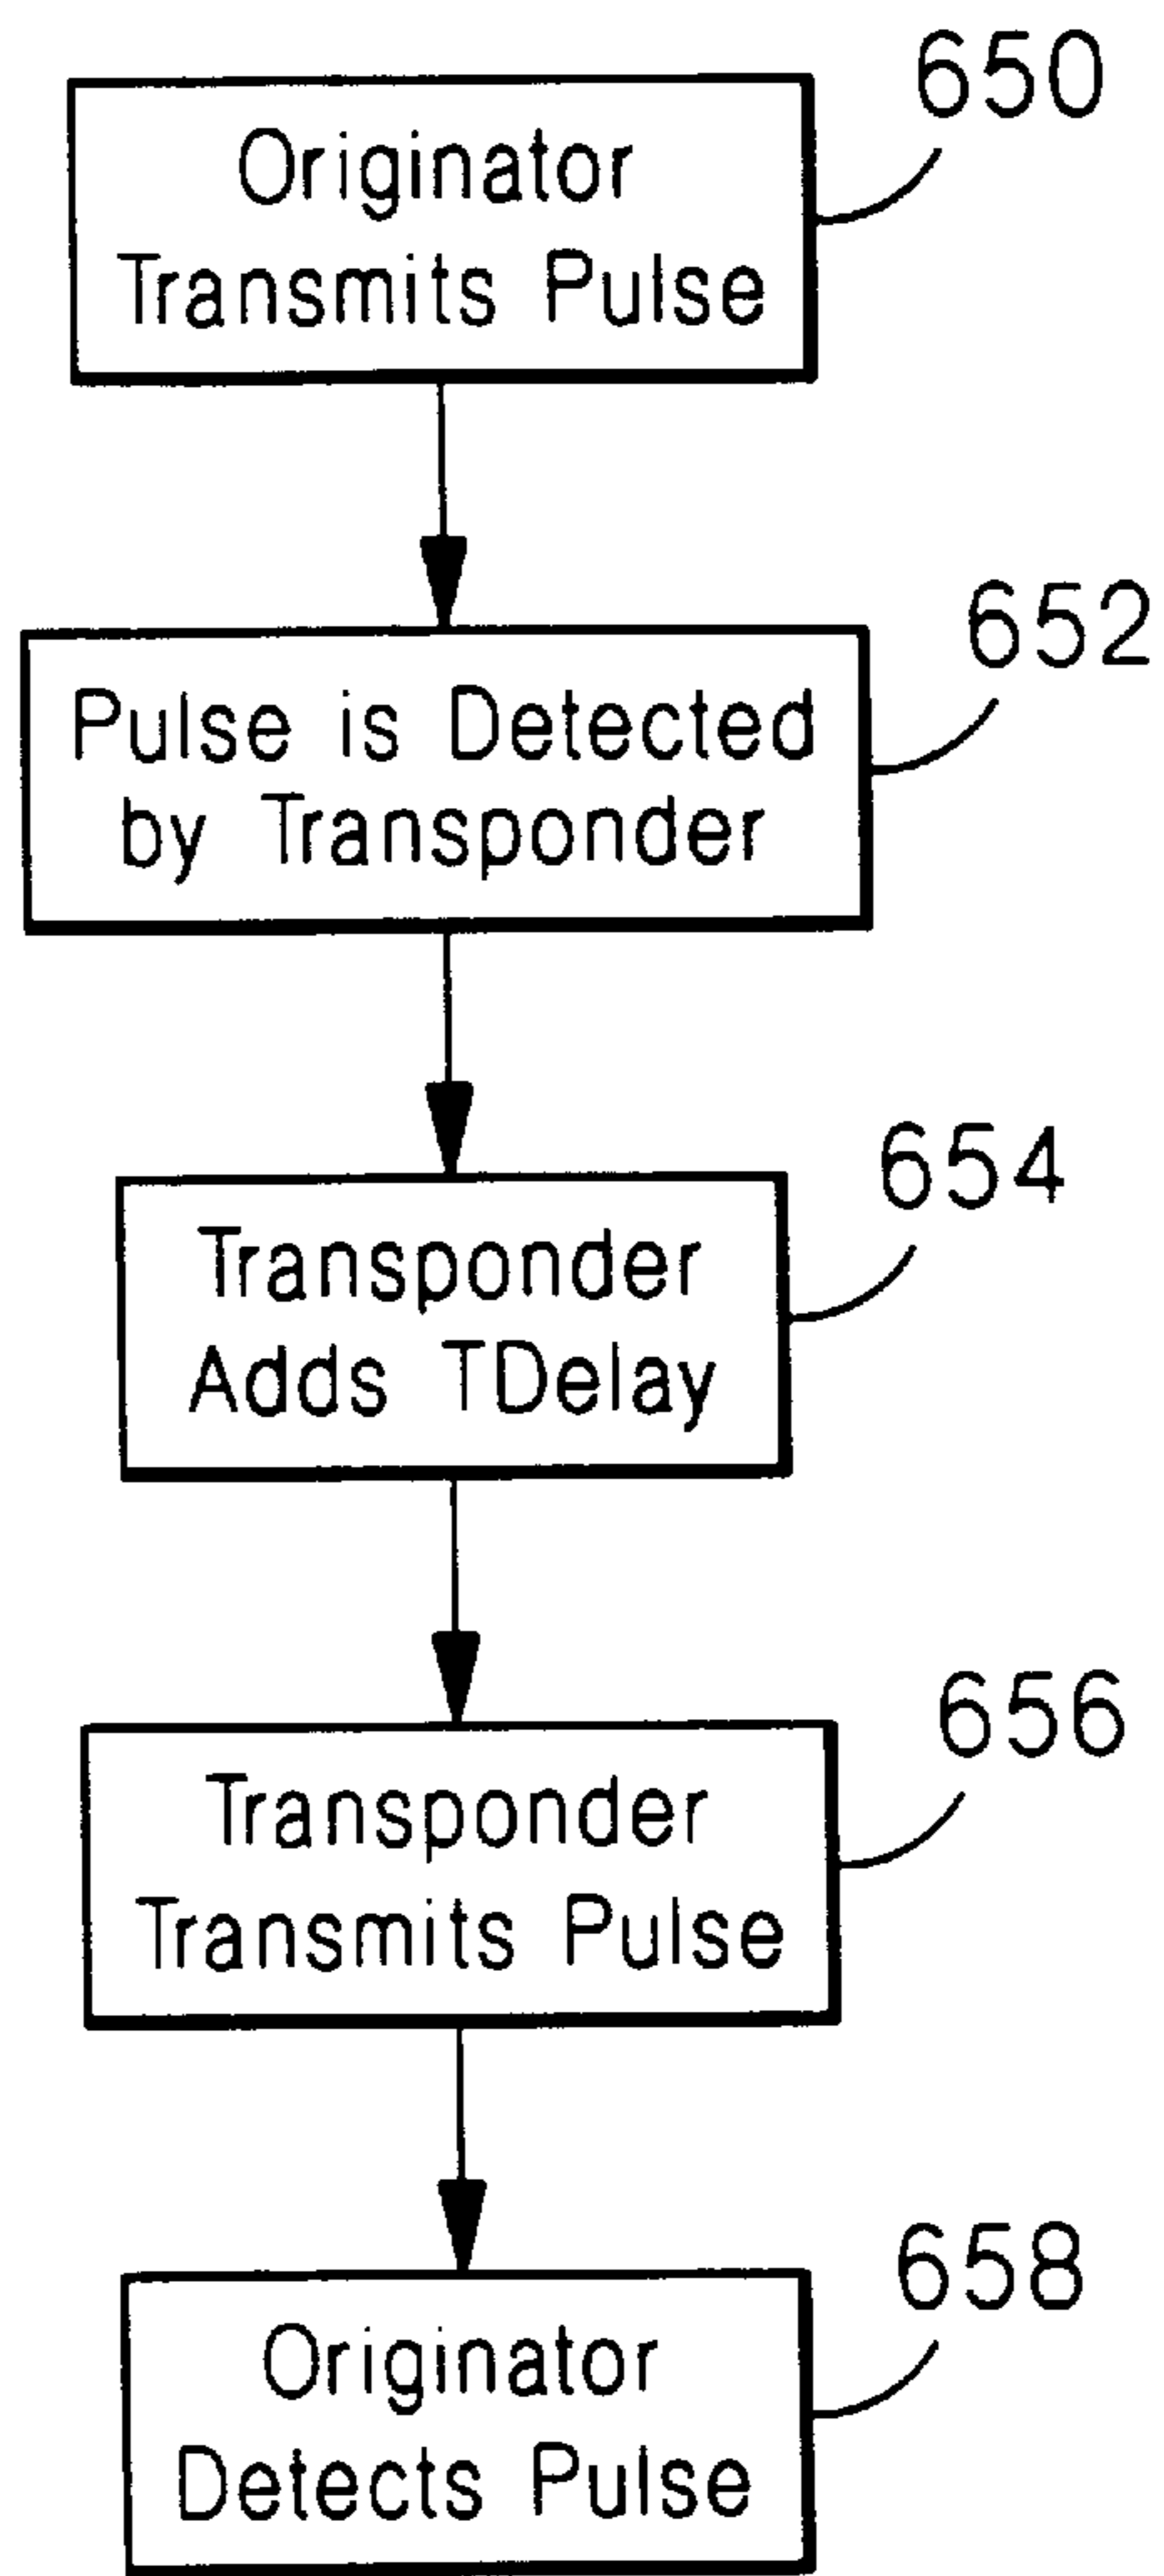 650
Originator
Transmits Pulse
652
Pulse is Detected
by Transponder
654
Transponder
Adds TDelay
656
Transponder
Transmits Pulse
658
Originator
Detects Pulse